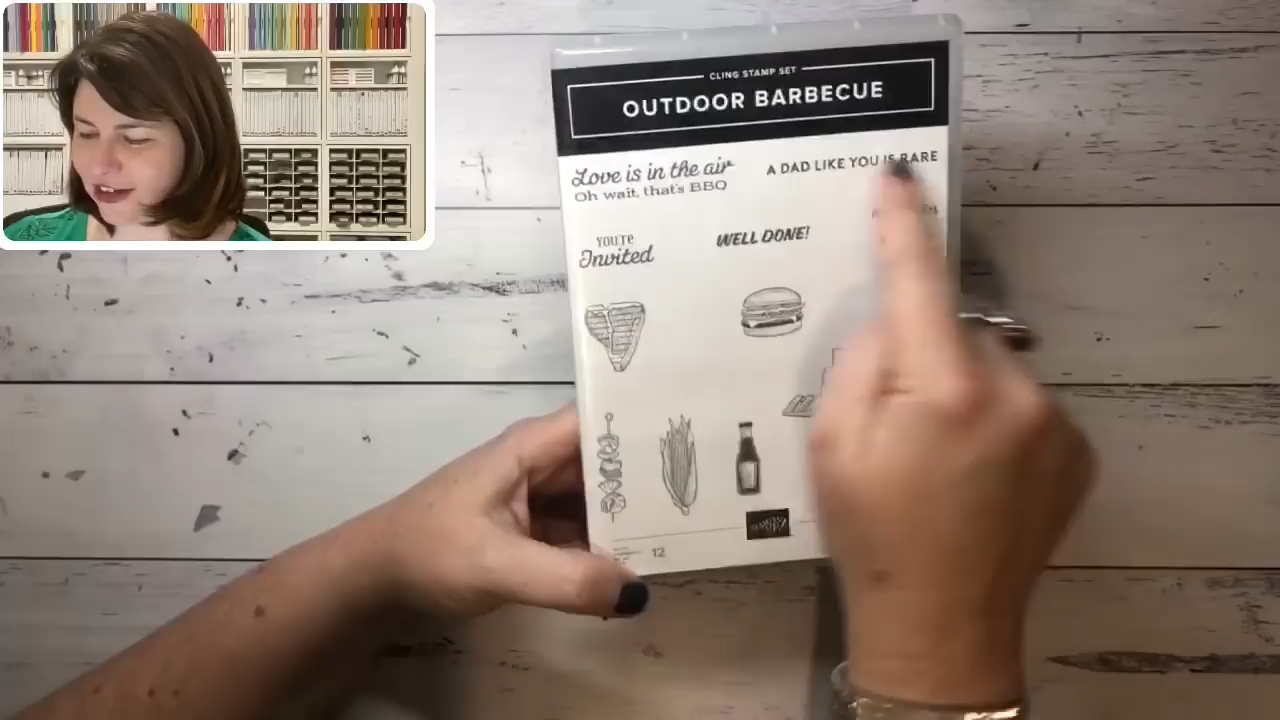 CLING STAMP SET
OUTDOOR BARBECUE
Love is in the air
Oh wait, that's BBQ
A DAD LIKE YOU IS RARE
YOU'RE
Invited
WELL DONE!
12